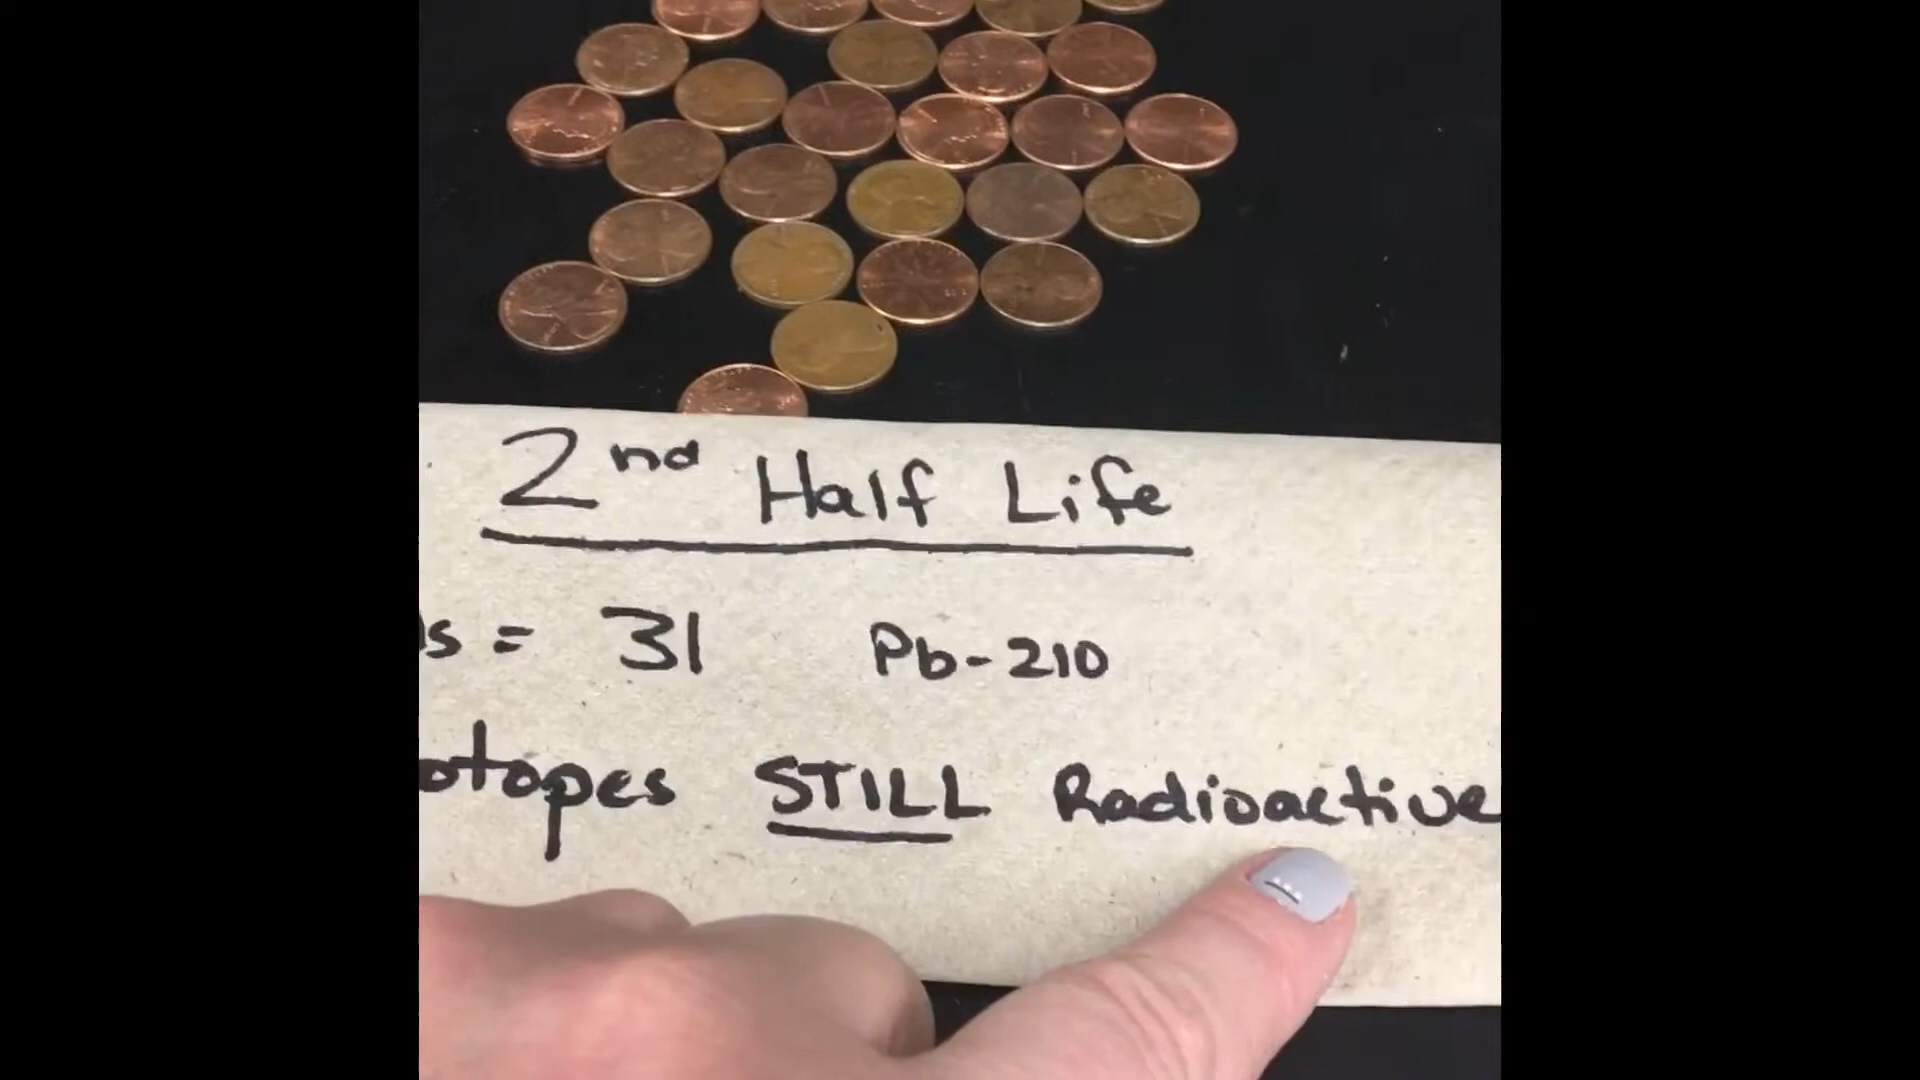 2nd Half Life
s = 31 Pb-210
otopes STILL Radioactive